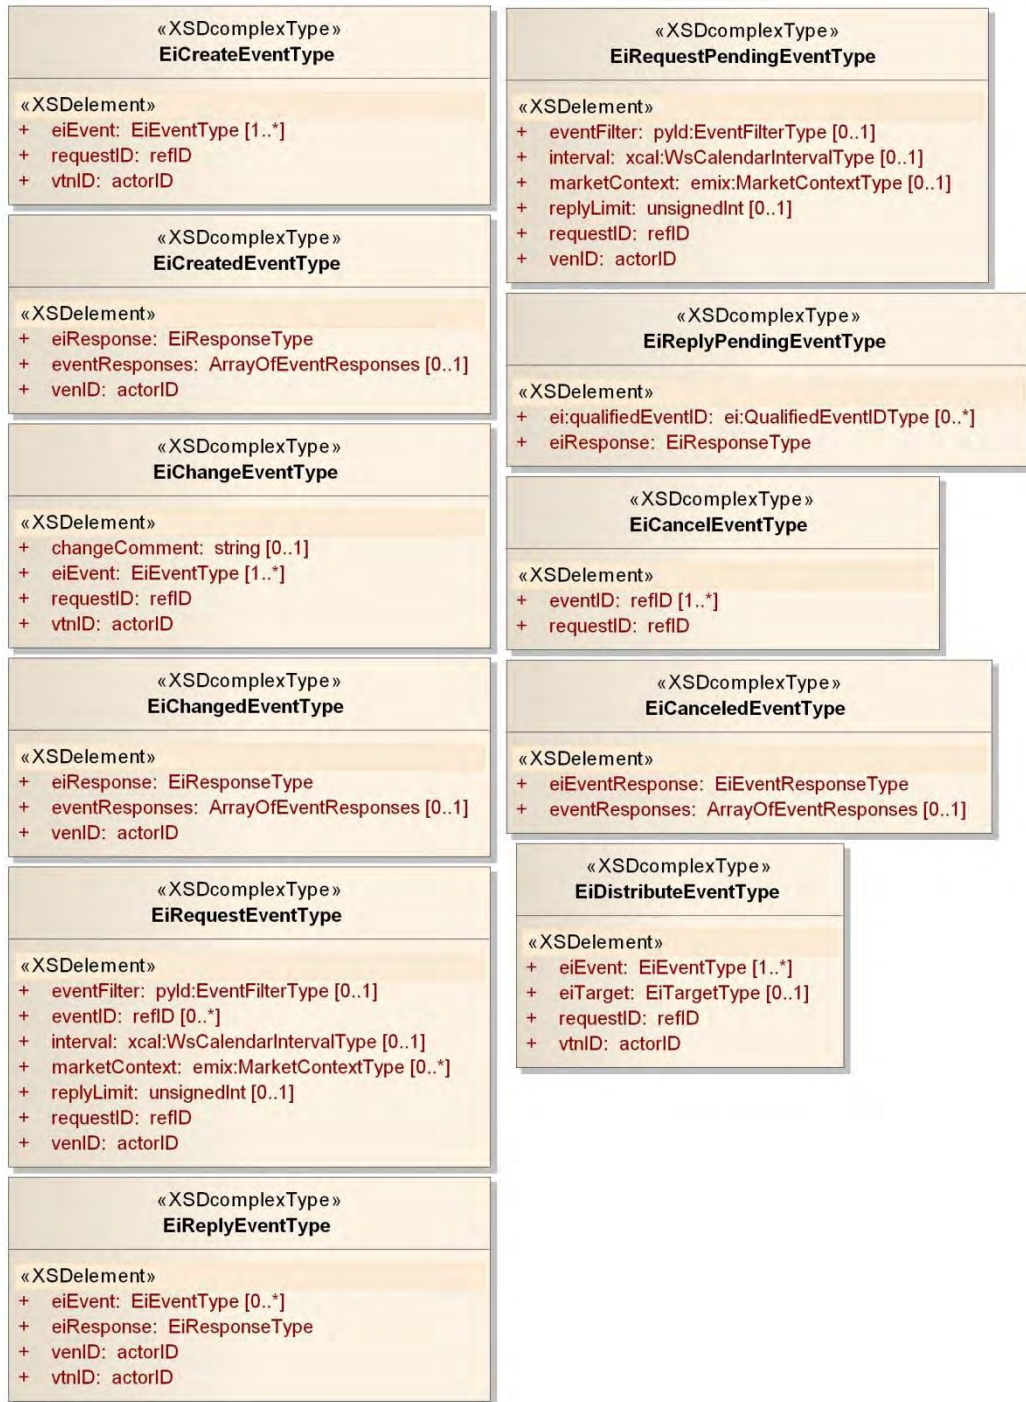 «XSDcomplexType»
EiCreateEventType
«XSDelement»
+ eiEvent: EiEventType [1..*]
+ requestID: refID
+ vtnID: actorID
«XSDcomplexType»
EiCreatedEventType
«XSDelement»
+ eiResponse: EiResponseType
+ eventResponses: ArrayOfEventResponses [0..1]
+ venID: actorID
«XSDcomplexType»
EiChangeEventType
«XSDelement»
+ changeComment: string [0..1]
+ eiEvent: EiEventType [1..*]
+ requestID: refID
+ vtnID: actorID
«XSDcomplexType»
EiChangedEventType
«XSDelement»
+ eiResponse: EiResponseType
+ eventResponses: ArrayOfEventResponses [0..1]
+ venID: actorID
«XSDcomplexType»
EiRequestEventType
«XSDelement»
+ eventFilter: pyld:EventFilterType [0..1]
+ eventID: refID [0..*]
+ interval: xcal:WsCalendarIntervalType [0..1]
+ marketContext: emix:MarketContextType [0..*]
+ replyLimit: unsignedInt [0..1]
+ requestID: refID
+ venID: actorID
«XSDcomplexType»
EiReplyEventType
«XSDelement»
+ eiEvent: EiEventType [0..*]
+ eiResponse: EiResponseType
+ venID: actorID
+ vtnID: actorID
«XSDcomplexType»
EiRequestPendingEventType
«XSDelement»
+ eventFilter: pyld:EventFilterType [0..1]
+ interval: xcal:WsCalendarIntervalType [0..1]
+ marketContext: emix:MarketContextType [0..1]
+ replyLimit: unsignedInt [0..1]
+ requestID: refID
+ venID: actorID
«XSDcomplexType»
EiReplyPendingEventType
«XSDelement»
+ ei:qualifiedEventID: ei:QualifiedEventIDType [0..*]
+ eiResponse: EiResponseType
«XSDcomplexType»
EiCancelEventType
«XSDelement»
+ eventID: refID [1..*]
+ requestID: refID
«XSDcomplexType»
EiCanceledEventType
«XSDelement»
+ eiEventResponse: EiEventResponseType
+ eventResponses: ArrayOfEventResponses [0..1]
«XSDcomplexType»
EiDistributeEventType
«XSDelement»
+ eiEvent: EiEventType [1..*]
+ eiTarget: EiTargetType [0..1]
+ requestID: refID
+ vtnID: actorID